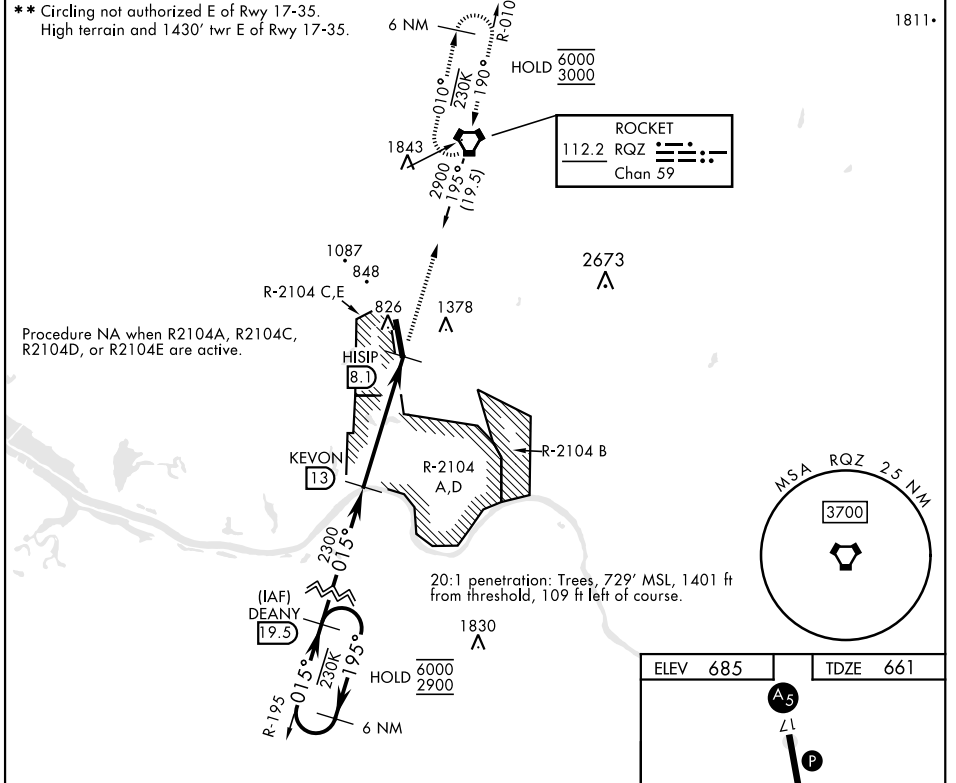 ** Circling not authorized E of Rwy 17-35.
High terrain and 1430' twr E of Rwy 17-35.
1811
6 NM
R-010
HOLD 6000
3000
010°
230K
190°
1843
ROCKET
112.2 RQZ
Chan 59
2900
195°
(19.5)
1087
848
2673
R-2104 C,E
826
1378
Procedure NA when R2104A, R2104C,
R2104D, or R2104E are active.
HISIP
8.1
KEVON
13
R-2104
A,D
R-2104 B
MSA RQZ 25 NM
3700
2300
015°
20:1 penetration: Trees, 729' MSL, 1401 ft
from threshold, 109 ft left of course.
(IAF)
DEANY
19.5
1830
015°
230K
195°
HOLD 6000
2900
R-195
6 NM
ELEV 685
TDZE 661
A5
17
P